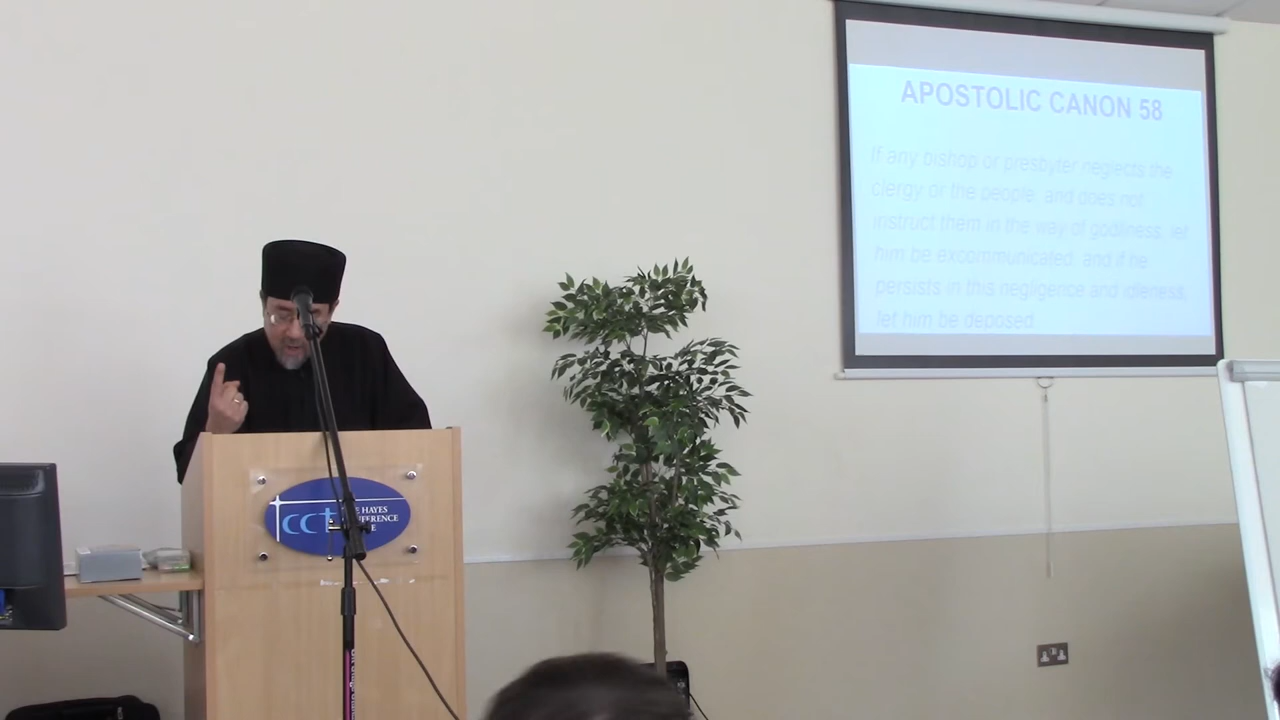 APOSTOLIC CANON 58
If any bishop or presbyter neglects the
clergy or the people, and does not
instruct them in the way of godliness, let
him be excommunicated, and if he
persists in this negligence and idleness,
let him be deposed.
cct
HAYES